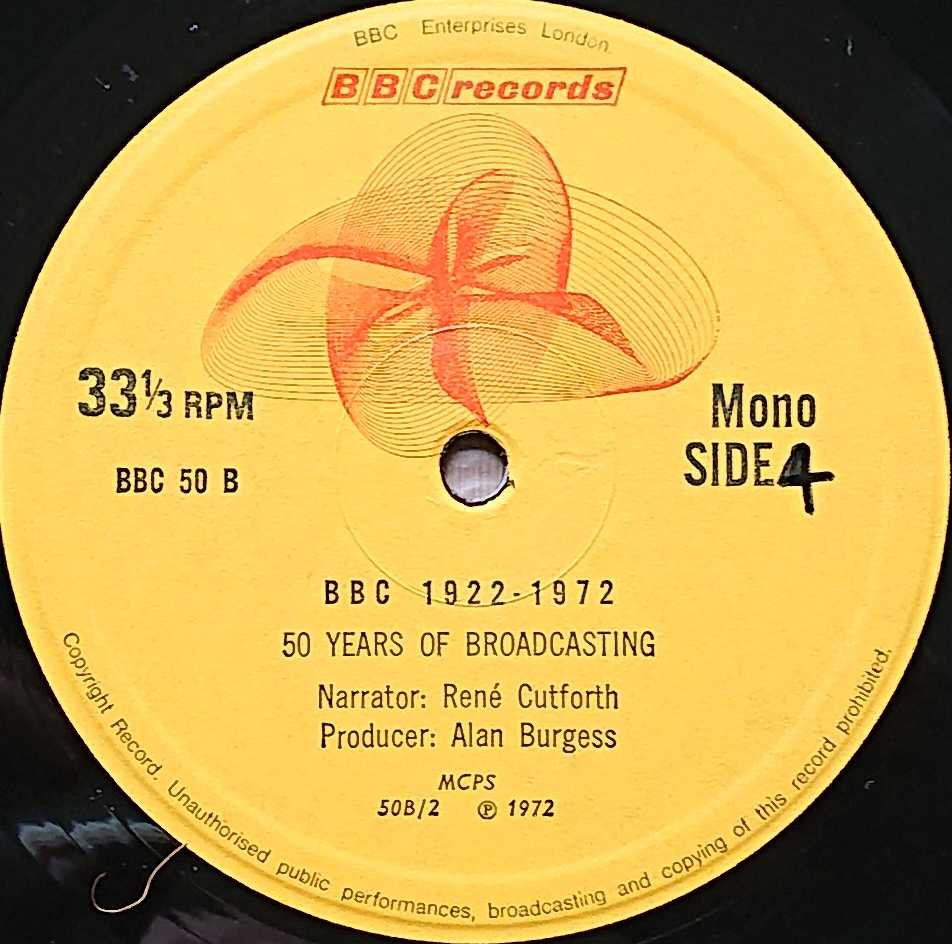 BBC Enterprises London
BBC records
33⅓ RPM
Mono
BBC 50 B
SIDE 4
BBC 1922-1972
50 YEARS OF BROADCASTING
Narrator: René Cutforth
Producer: Alan Burgess
MCPS
50B/2 ℗ 1972
Copyright Record. Unauthorised public performances, broadcasting and copying of this record prohibited.